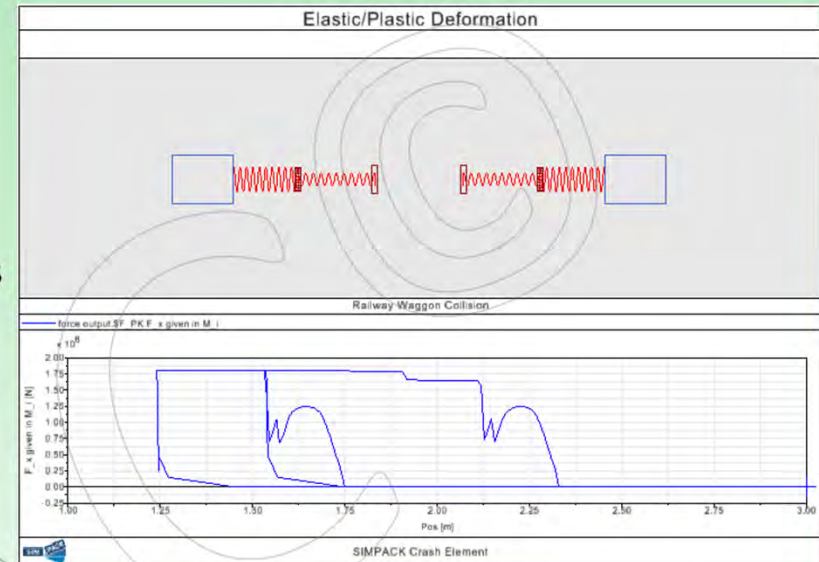 Elastic/Plastic Deformation
Railway Waggon Collision
force output.$F_PK.F_x given in M_i
F_x given in M_i [N]
2.00
1.75
1.50
1.25
1.00
0.75
0.50
0.25
0.00
-0.25
1.00
1.25
1.50
1.75
2.00
2.25
2.50
2.75
3.00
Pos [m]
SIMPACK
SIMPACK Crash Element